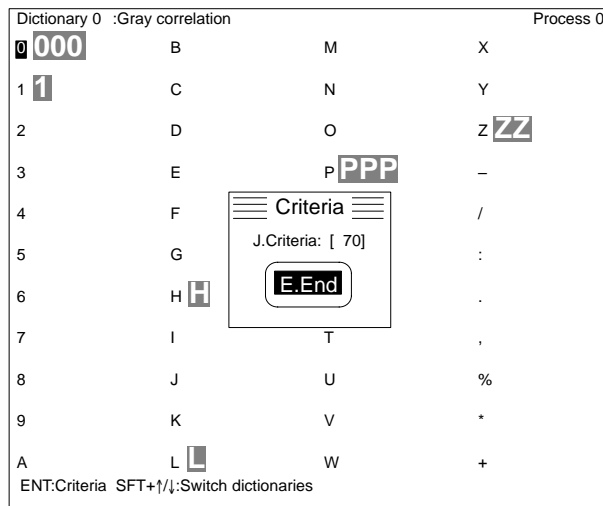 Dictionary 0 :Gray correlation Process 0
0 000 B M X
1 1 C N Y
2 D O Z ZZ
3 E P PPP –
4 F /
Criteria
J.Criteria: [ 70]
5 G :
E.End
6 H H .
7 I T ,
8 J U %
9 K V *
A L L W +
ENT:Criteria SFT+↑/↓:Switch dictionaries